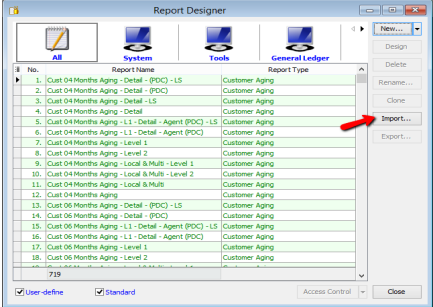 Report Designer
All
System
Tools
General Ledger
No. Report Name Report Type
1. Cust 04 Months Aging - Detail - (PDC) - LS Customer Aging
2. Cust 04 Months Aging - Detail - (PDC) Customer Aging
3. Cust 04 Months Aging - Detail - LS Customer Aging
4. Cust 04 Months Aging - Detail Customer Aging
5. Cust 04 Months Aging - L1 - Detail - Agent (PDC) - LS Customer Aging
6. Cust 04 Months Aging - L1 - Detail - Agent (PDC) Customer Aging
7. Cust 04 Months Aging - Level 1 Customer Aging
8. Cust 04 Months Aging - Level 2 Customer Aging
9. Cust 04 Months Aging - Local & Multi - Level 1 Customer Aging
10. Cust 04 Months Aging - Local & Multi - Level 2 Customer Aging
11. Cust 04 Months Aging - Local & Multi Customer Aging
12. Cust 04 Months Aging Customer Aging
13. Cust 06 Months Aging - Detail - (PDC) - LS Customer Aging
14. Cust 06 Months Aging - Detail - (PDC) Customer Aging
15. Cust 06 Months Aging - L1 - Detail - Agent (PDC) - LS Customer Aging
16. Cust 06 Months Aging - L1 - Detail - Agent (PDC) Customer Aging
17. Cust 06 Months Aging - Level 1 Customer Aging
18. Cust 06 Months Aging - Level 2 Customer Aging
719
User-define
Standard
Access Control
New...
Design
Delete
Rename...
Clone
Import...
Export...
Close